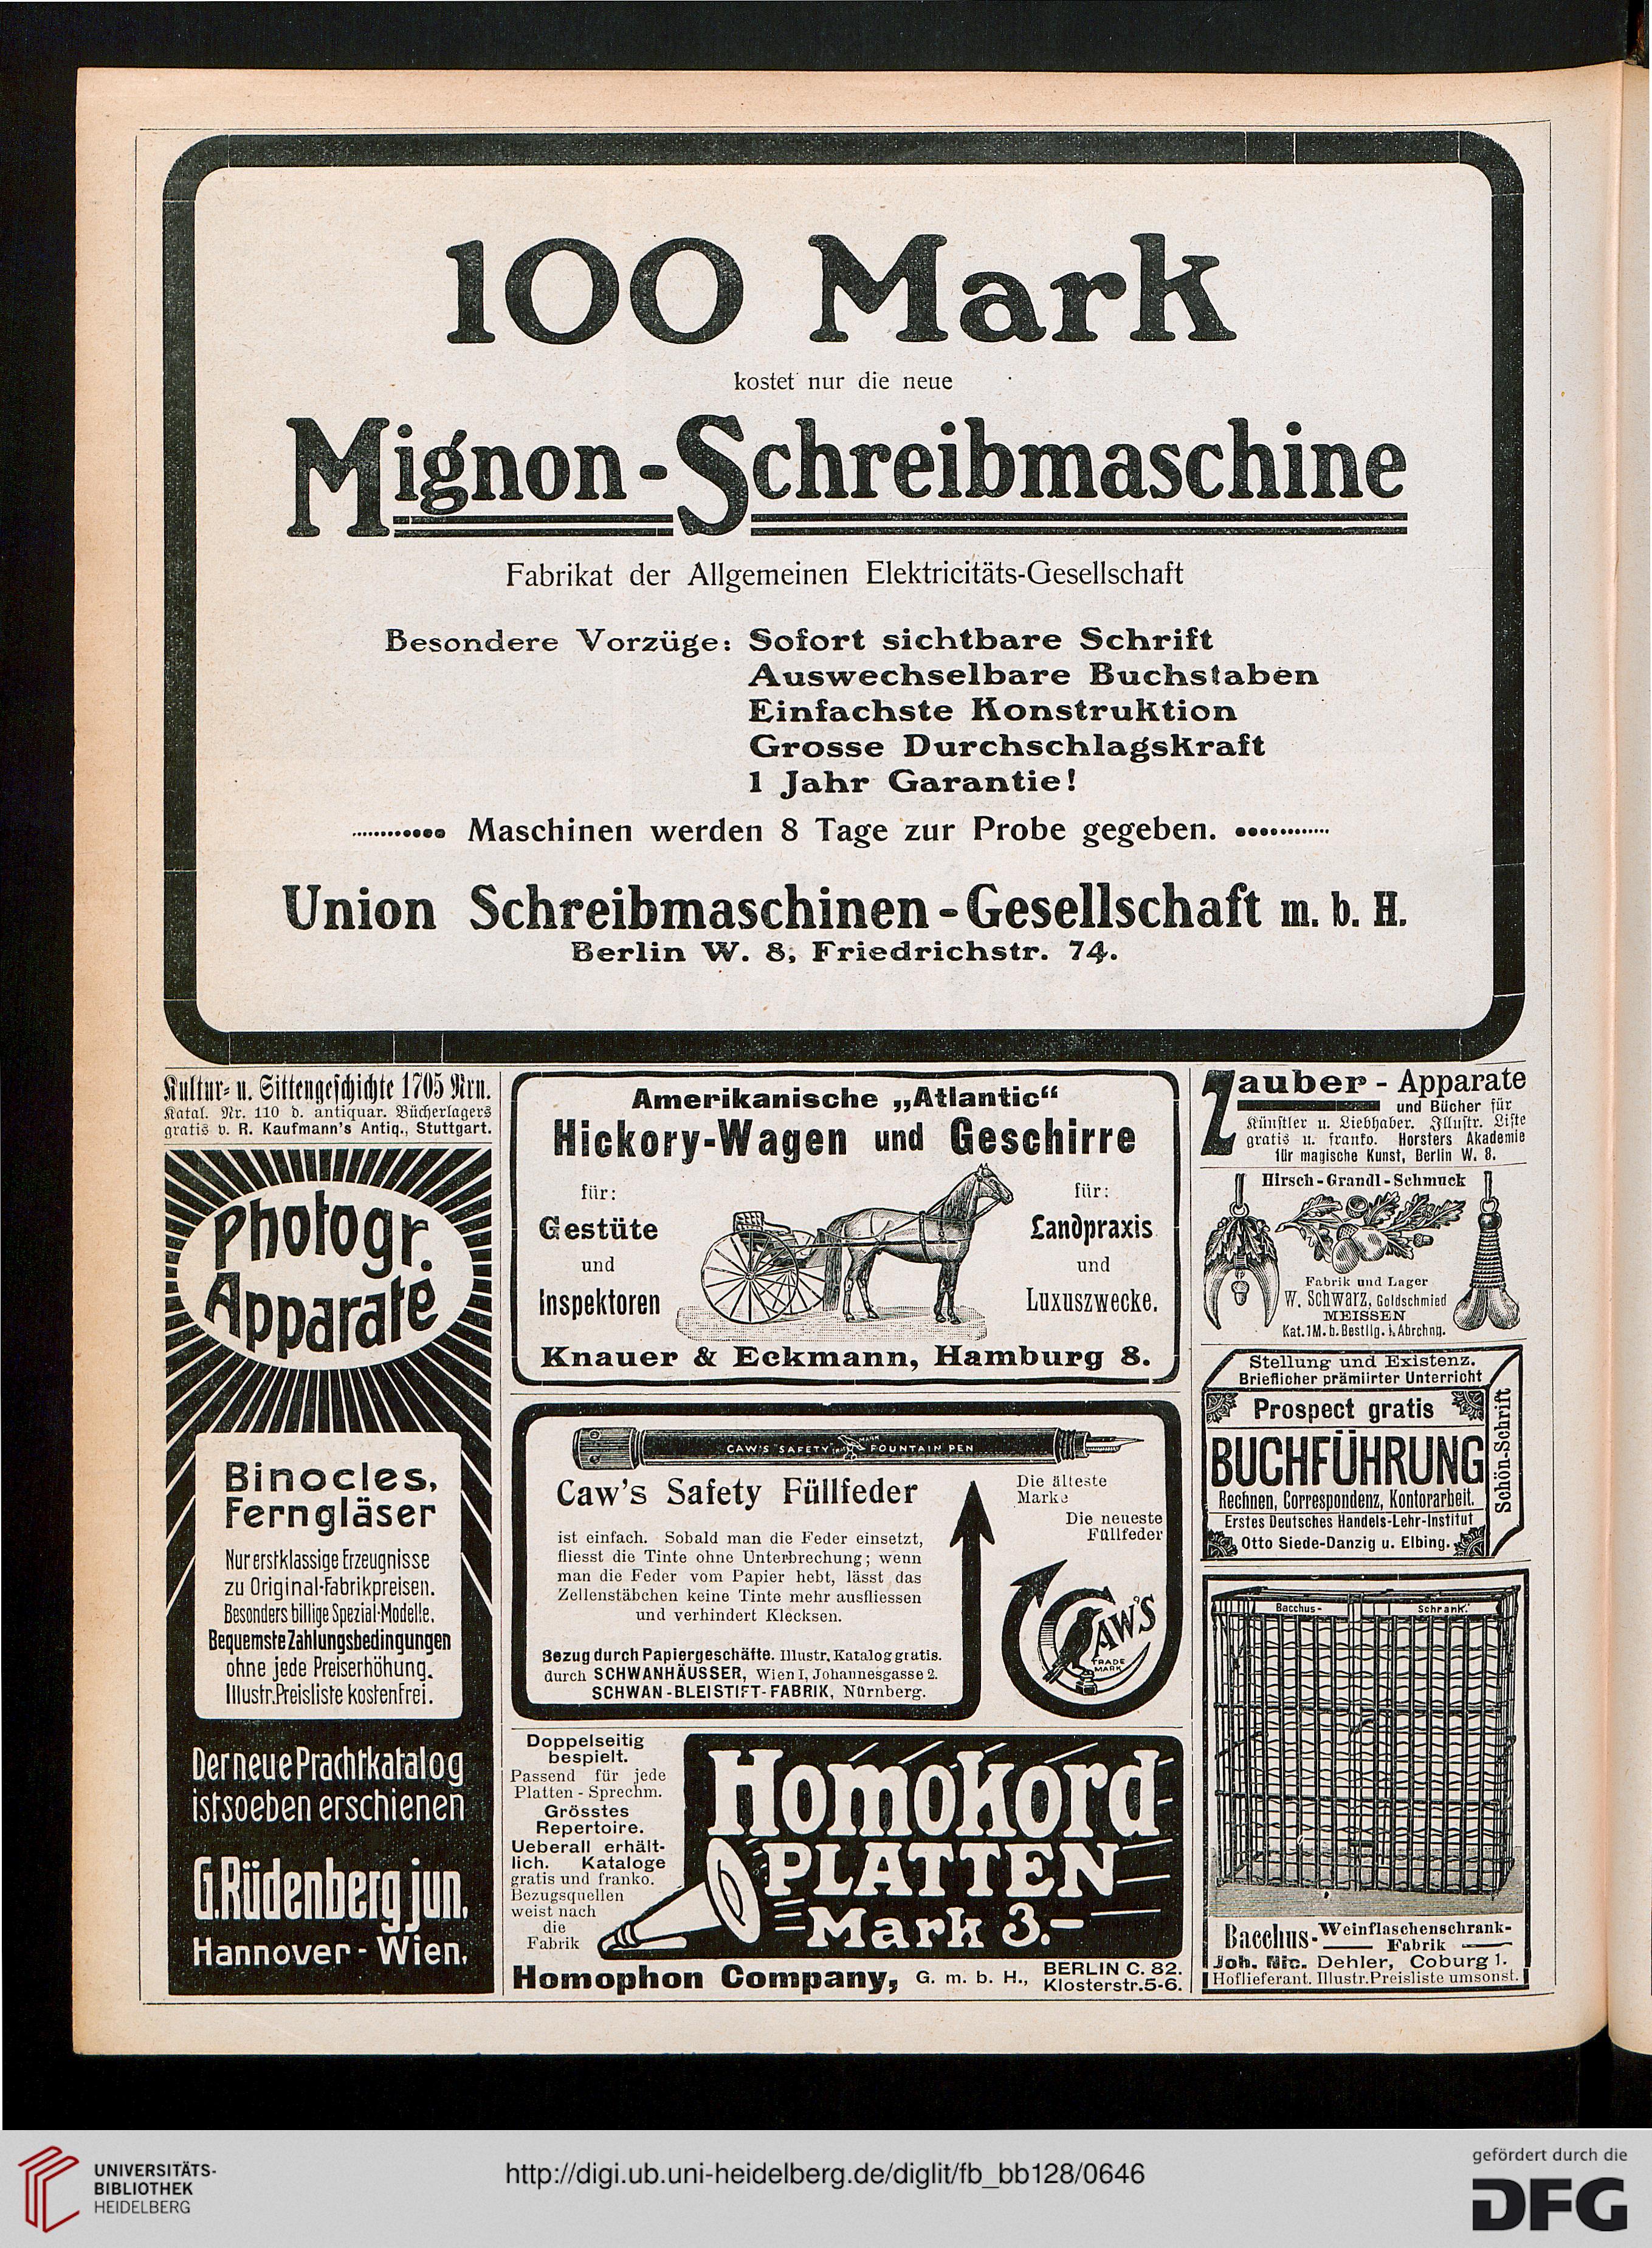 100 Mark
kostet nur die neue
Mignon-Schreibmaschine
Fabrikat der Allgemeinen Elektricitäts-Gesellschaft
Besondere Vorzüge: Sofort sichtbare Schrift
Auswechselbare Buchstaben
Einfachste Konstruktion
Grosse Durchschlagskraft
1 Jahr Garantie!
Maschinen werden 8 Tage zur Probe gegeben.
Union Schreibmaschinen-Gesellschaft m. b. H.
Berlin W. 8, Friedrichstr. 74.
Kultur- u. Sittengeschichte 1705 Nrn.
Katal. Nr. 110 d. antiquar. Bücherlagers
gratis v. R. Kaufmann's Antiq., Stuttgart.
Photogr.
Apparate
Binocles,
Ferngläser
Nur erstklassige Erzeugnisse
zu Original-Fabrikpreisen.
Besonders billige Spezial-Modelle.
Bequemste Zahlungsbedingungen
ohne jede Preiserhöhung.
Illustr. Preisliste kostenfrei.
Der neue Prachtkatalog
ist soeben erschienen
G. Rüdenberg jun.
Hannover - Wien.
Amerikanische „Atlantic“
Hickory-Wagen und Geschirre
für:
Gestüte
und
Inspektoren
für:
Landpraxis
und
Luxuszwecke.
Knauer & Eckmann, Hamburg 8.
CAW'S SAFETY FOUNTAIN PEN
Caw's Safety Füllfeder
Die älteste
Marke
Die neueste
Füllfeder
ist einfach. Sobald man die Feder einsetzt,
fliesst die Tinte ohne Unterbrechung; wenn
man die Feder vom Papier hebt, lässt das
Zellenstäbchen keine Tinte mehr ausfliessen
und verhindert Klecksen.
Bezug durch Papiergeschäfte. Illustr. Katalog gratis.
durch SCHWANHÄUSSER, Wien I, Johannesgasse 2.
SCHWAN-BLEISTIFT-FABRIK, Nürnberg.
CAW'S
TRADE
MARK
Doppelseitig
bespielt.
Passend für jede
Platten-Sprechm.
Grösstes
Repertoire.
Ueberall erhält-
lich. Kataloge
gratis und franko.
Bezugsquellen
weist nach
die
Fabrik
Homokord
PLATTEN
Mark 3.-
Homophon Company, G. m. b. H., BERLIN C. 82.
Klosterstr. 5-6.
Zauber - Apparate
und Bücher für
Künstler u. Liebhaber. Illustr. Liste
gratis u. franko. Horsters Akademie
für magische Kunst, Berlin W. 8.
Hirsch-Grandl-Schmuck
Fabrik und Lager
W. Schwarz, Goldschmied
MEISSEN
Kat. 1 M. b. Bestllg. i. Abrchng.
Stellung und Existenz.
Brieflicher prämiirter Unterricht
Prospect gratis
BUCHFÜHRUNG
Rechnen, Correspondenz, Kontorarbeit.
Schön-Schrift
Erstes Deutsches Handels-Lehr-Institut
Otto Siede-Danzig u. Elbing.
Bacchus- Schrank.
Bacchus-Weinflaschenschrank-
Fabrik
Joh. Nic. Dehler, Coburg 1.
Hoflieferant. Illustr. Preisliste umsonst.
UNIVERSITÄTS-
BIBLIOTHEK
HEIDELBERG
http://digi.ub.uni-heidelberg.de/diglit/fb_bb128/0646
gefördert durch die
DFG